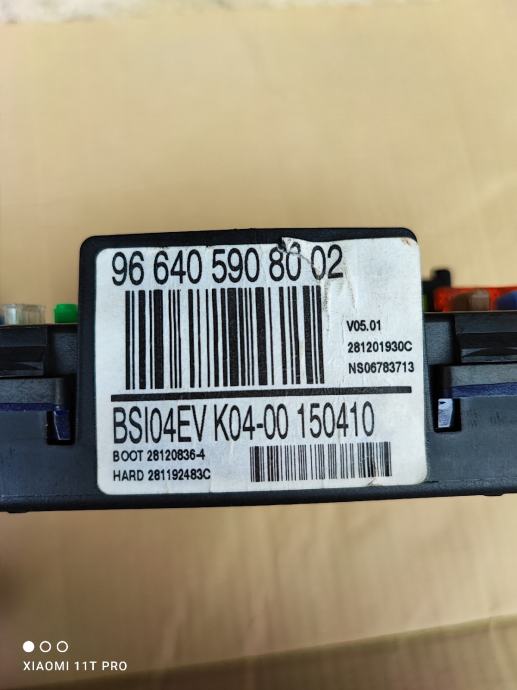 96 640 590 80 02
V05.01
281201930C
NS06783713
BSI04EV K04-00 150410
BOOT 28120836-4
HARD 281192483C
XIAOMI 11T PRO